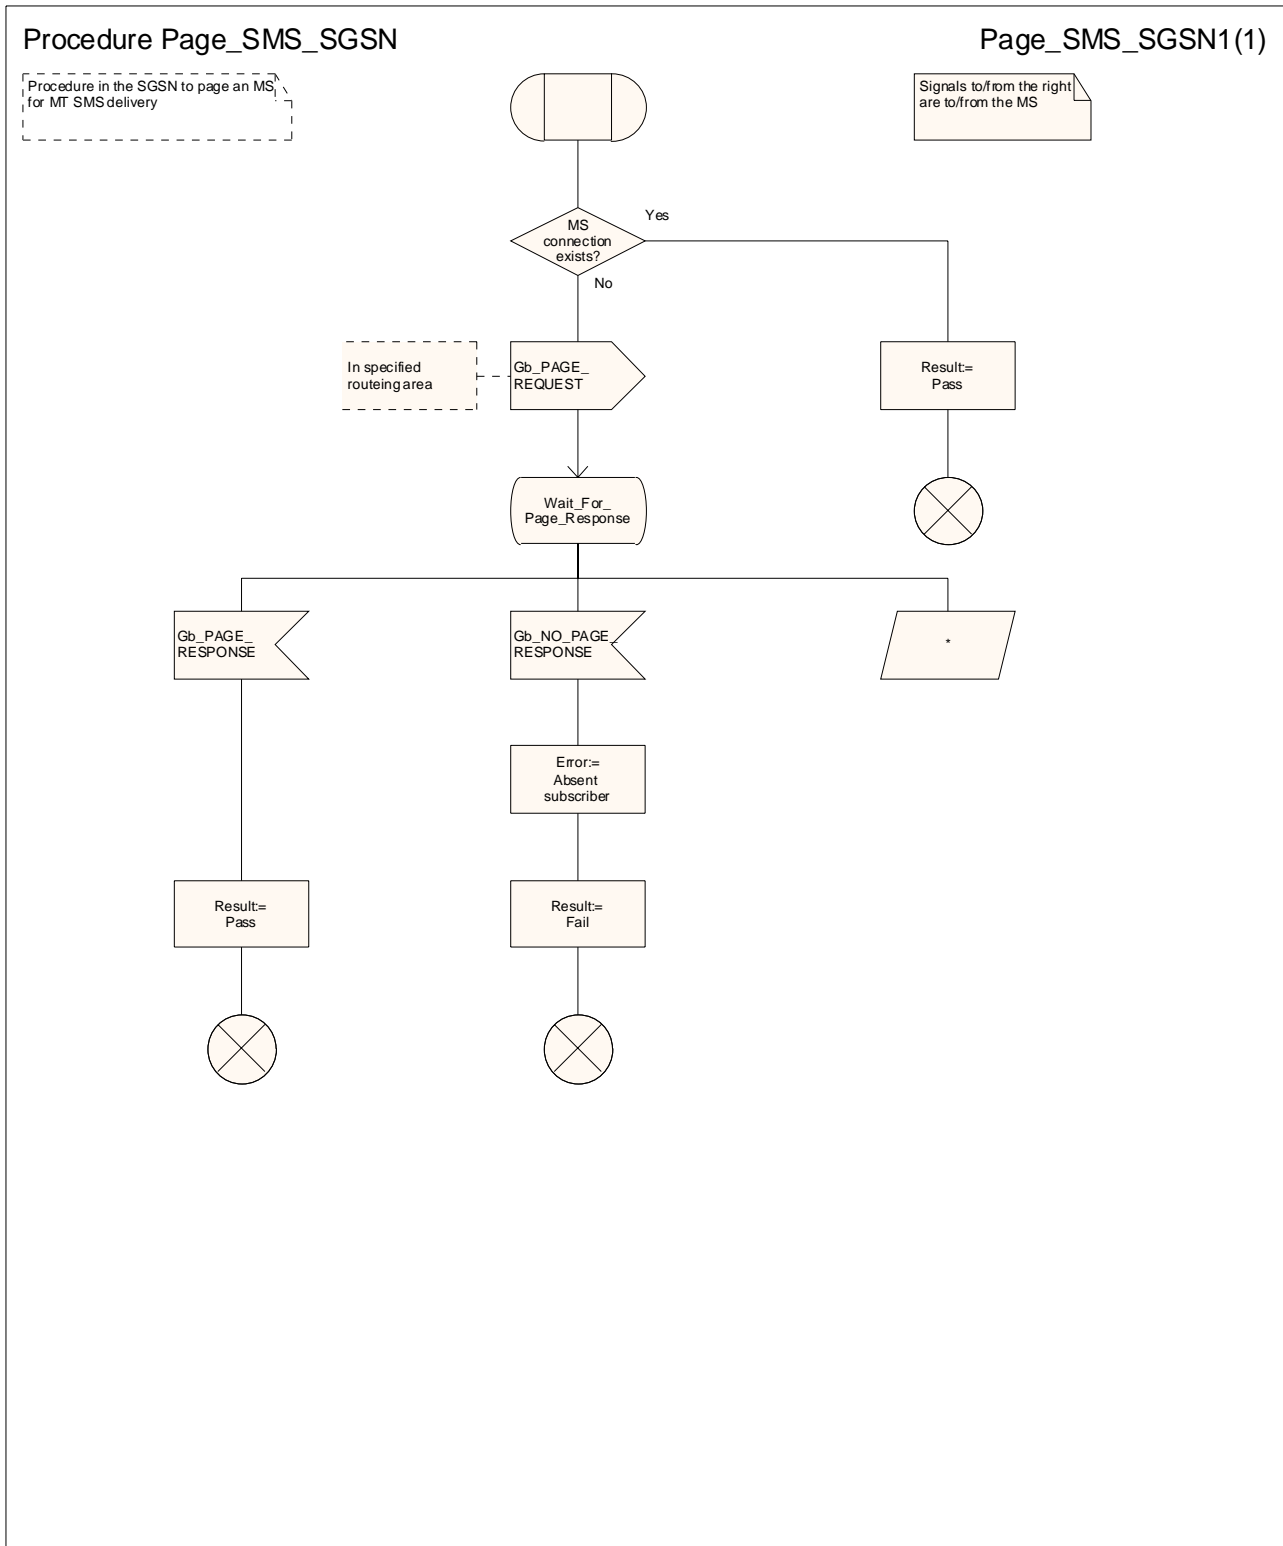 Procedure Page_SMS_SGSN
Page_SMS_SGSN1(1)
Procedure in the SGSN to page an MS
for MT SMS delivery
Signals to/from the right
are to/from the MS
MS
connection
exists?
Yes
No
In specified
routeing area
Gb_PAGE_
REQUEST
Result:=
Pass
Wait_For_
Page_Response
Gb_PAGE_
RESPONSE
Gb_NO_PAGE_
RESPONSE
*
Error:=
Absent
subscriber
Result:=
Pass
Result:=
Fail